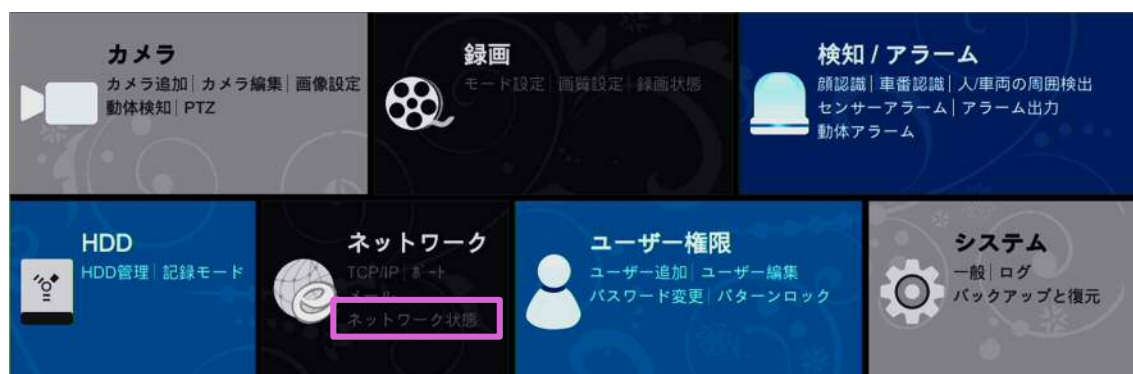 カメラ
カメラ追加│カメラ編集│画像設定
動体検知│PTZ
録画
モード設定│画質設定│録画状態
検知 / アラーム
顔認識│車番認識│人/車両の周囲検出
センサーアラーム│アラーム出力
動体アラーム
HDD
HDD管理│記録モード
ネットワーク
TCP/IP│ポート
メール
ネットワーク状態
ユーザー権限
ユーザー追加│ユーザー編集
パスワード変更│パターンロック
システム
一般│ログ
バックアップと復元